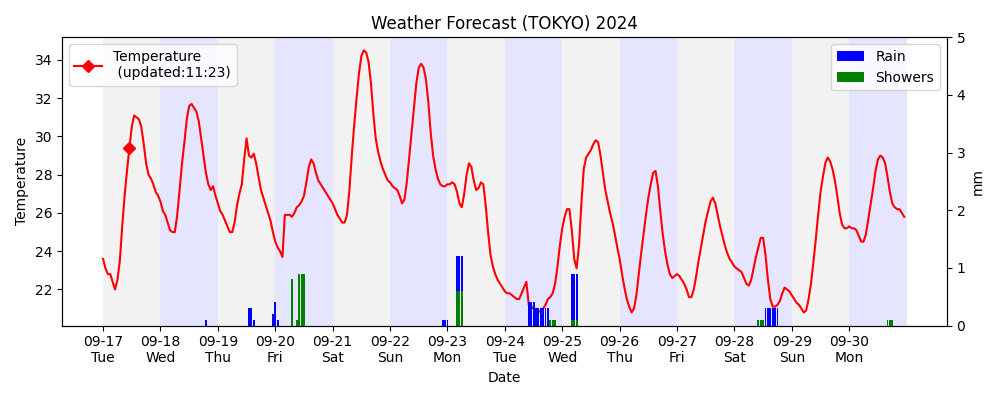 Weather Forecast (TOKYO) 2024
Temperature
(updated:11:23)
Rain
Showers
Temperature
34
32
30
28
26
24
22
5
4
3
2
1
0
mm
09-17 09-18 09-19 09-20 09-21 09-22 09-23 09-24 09-25 09-26 09-27 09-28 09-29 09-30
Tue Wed Thu Fri Sat Sun Mon Tue Wed Thu Fri Sat Sun Mon
Date